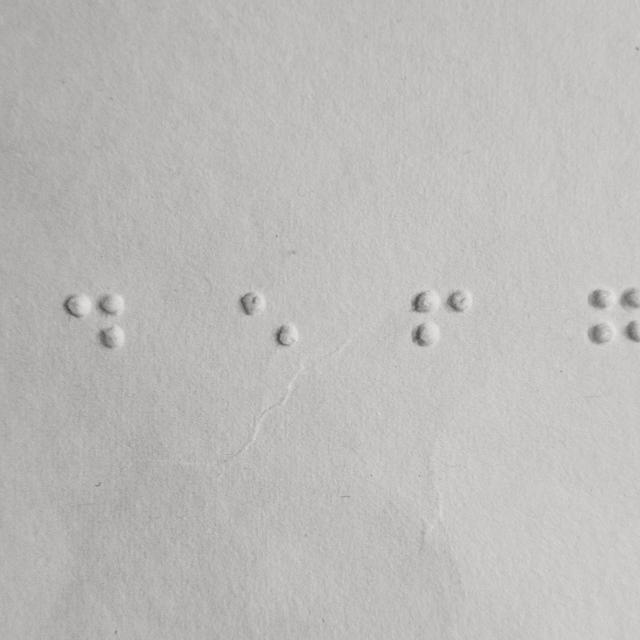 ⠙ ⠑ ⠋ ⠛